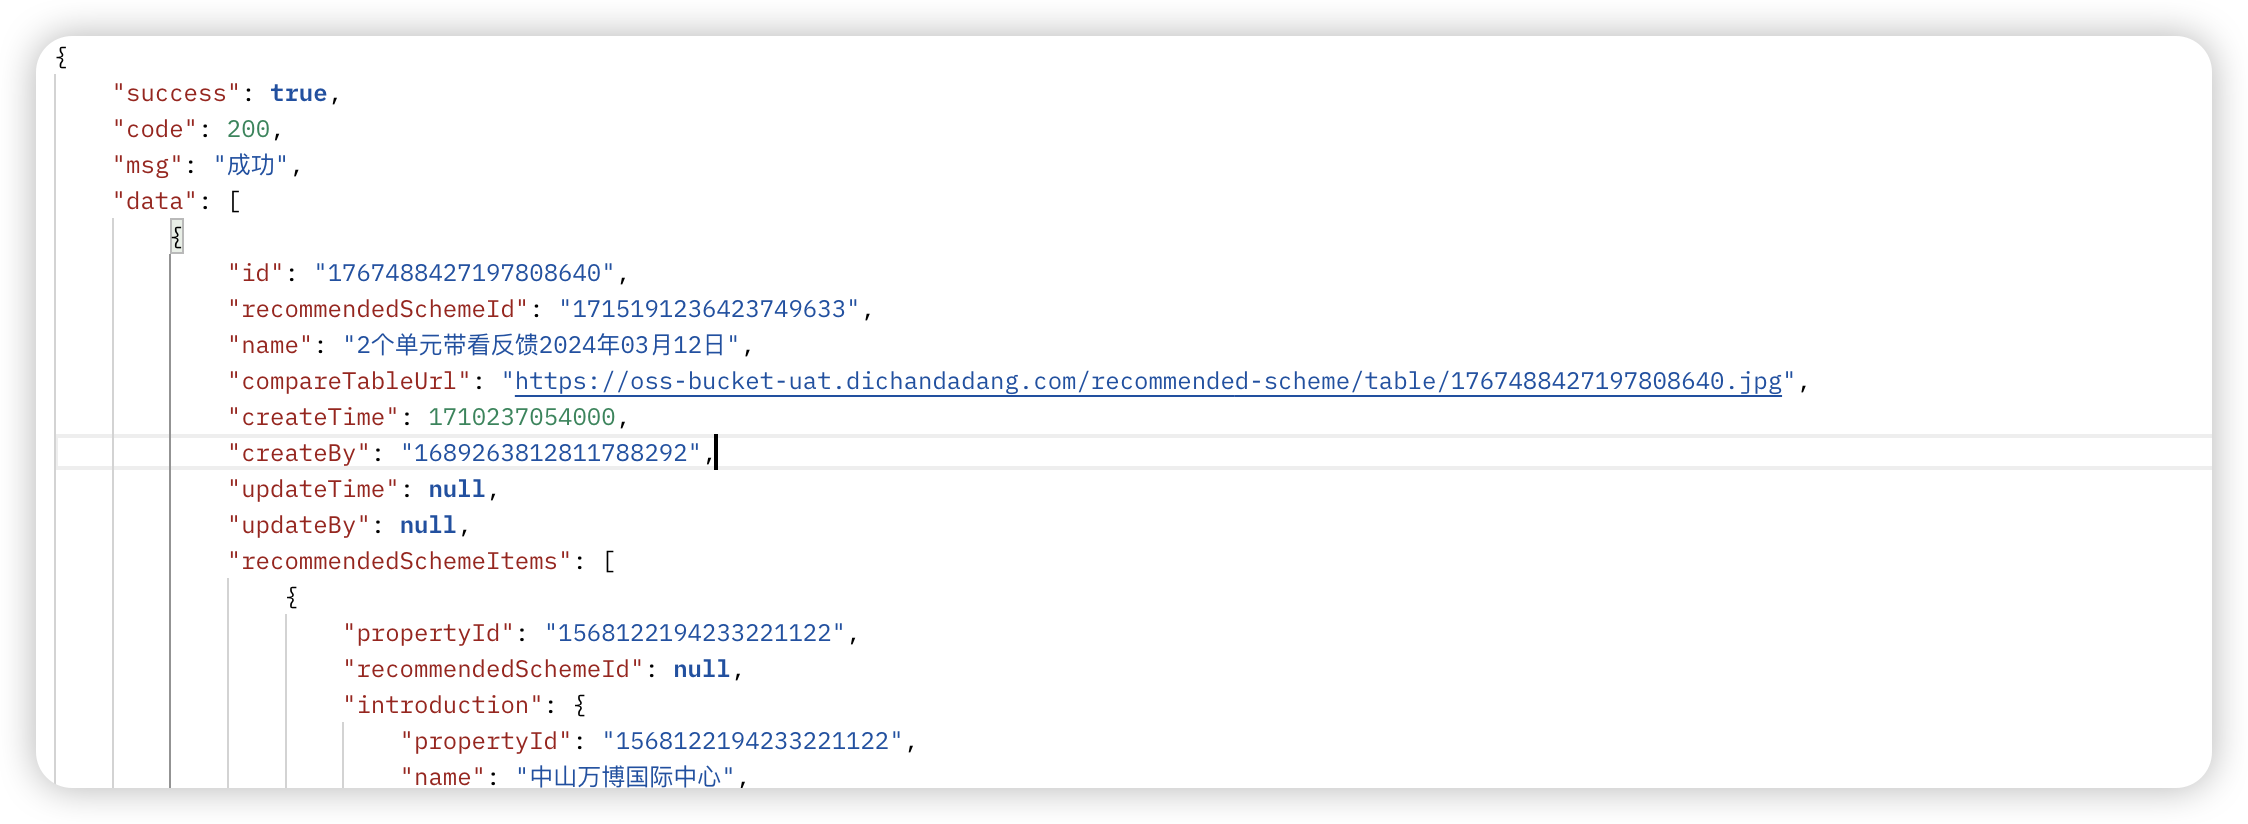 {
"success": true,
"code": 200,
"msg": "成功",
"data": [
{
"id": "1767488427197808640",
"recommendedSchemeId": "1715191236423749633",
"name": "2个单元带看反馈2024年03月12日",
"compareTableUrl": "https://oss-bucket-uat.dichandadang.com/recommended-scheme/table/1767488427197808640.jpg",
"createTime": 1710237054000,
"createBy": "1689263812811788292",
"updateTime": null,
"updateBy": null,
"recommendedSchemeItems": [
{
"propertyId": "1568122194233221122",
"recommendedSchemeId": null,
"introduction": {
"propertyId": "1568122194233221122",
"name": "中山万博国际中心",